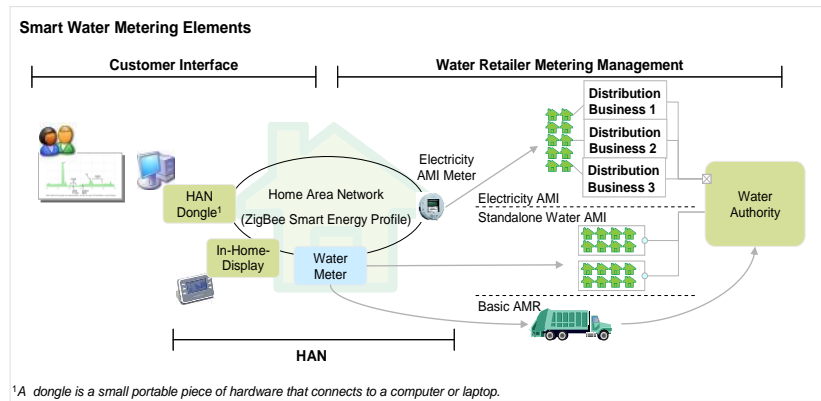 Smart Water Metering Elements
Customer Interface
Water Retailer Metering Management
Distribution
Business 1
Distribution
Business 2
Distribution
Business 3
Electricity
AMI Meter
HAN
Dongle1
Home Area Network
(ZigBee Smart Energy Profile)
In-Home-
Display
Water
Meter
Electricity AMI
Standalone Water AMI
Water
Authority
Basic AMR
HAN
1A dongle is a small portable piece of hardware that connects to a computer or laptop.